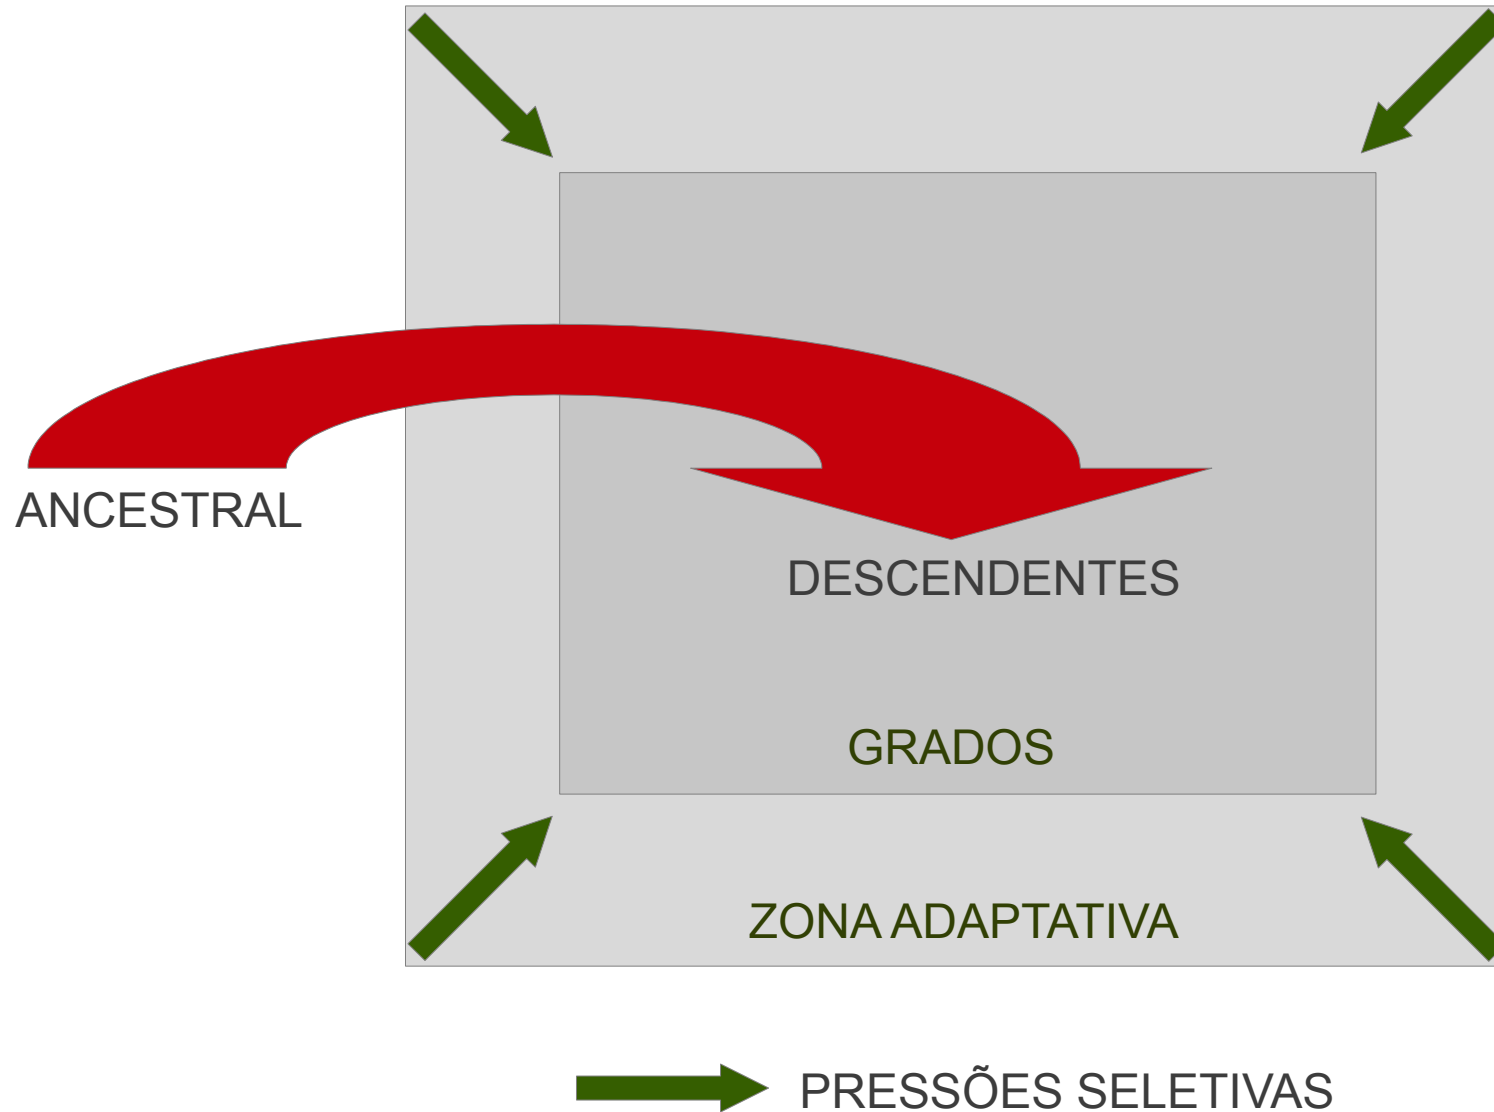 ANCESTRAL
DESCENDENTES
GRADOS
ZONA ADAPTATIVA
PRESSÕES SELETIVAS